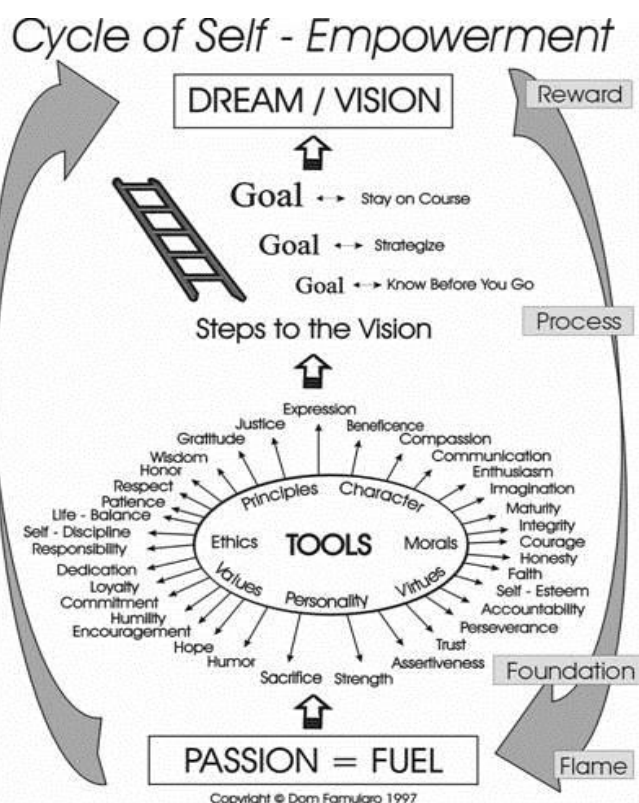 Cycle of Self - Empowerment
DREAM / VISION
Reward
Goal Stay on Course
Goal Strategize
Goal Know Before You Go
Process
Steps to the Vision
Expression
Justice
Beneficence
Gratitude
Compassion
Wisdom
Communication
Honor
Enthusiasm
Respect
Imagination
Patience
Maturity
Life - Balance
Integrity
Self - Discipline
Courage
Responsibility
Honesty
Dedication
Faith
Loyalty
Self - Esteem
Commitment
Accountability
Humility
Perseverance
Encouragement
Trust
Hope
Assertiveness
Humor
Sacrifice
Strength
Principles
Character
Ethics
TOOLS
Morals
Values
Personality
Virtues
Foundation
PASSION = FUEL
Flame
Copyright © Dom Famularo 1997